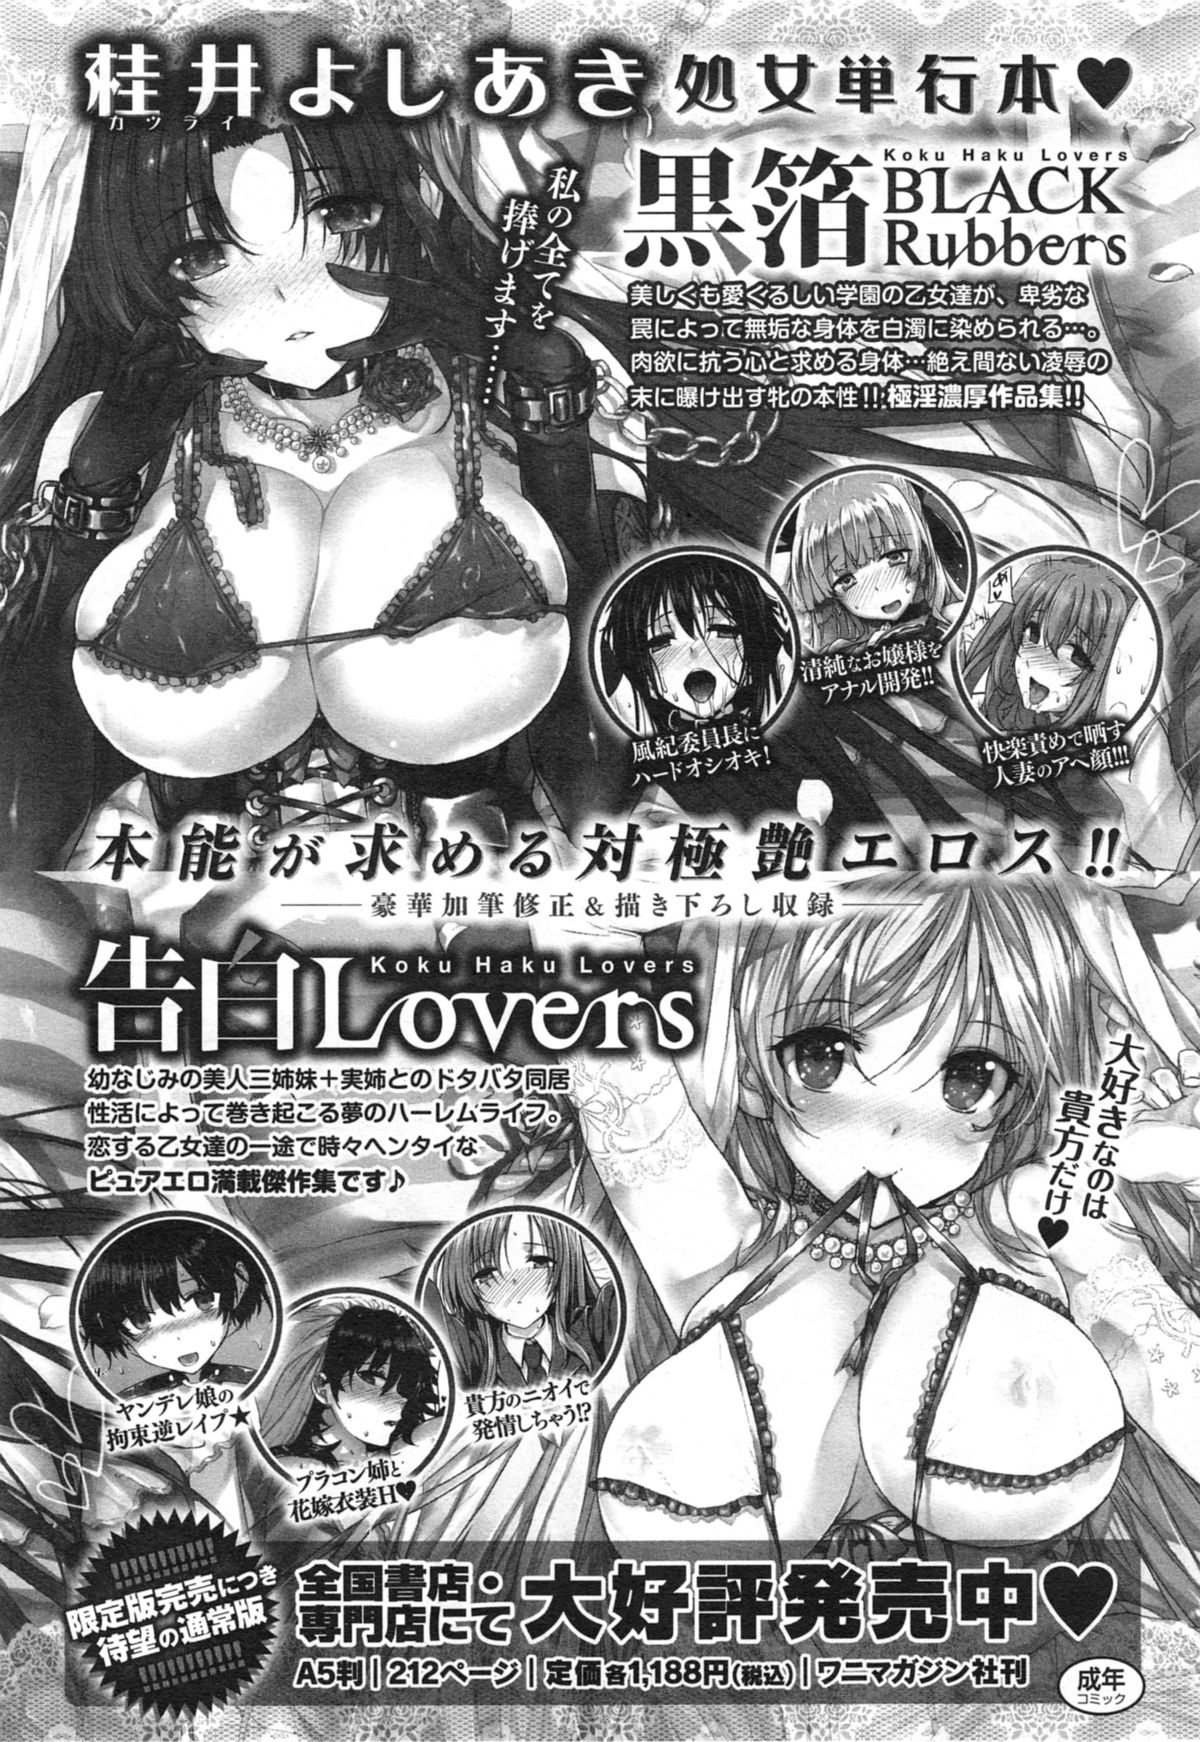 桂井よしあき 処女単行本♥
カツライ
Koku Haku Lovers
黒箔 BLACK Rubbers
私の全てを
捧げます……
美しくも愛くるしい学園の乙女達が、卑劣な
罠によって無垢な身体を白濁に染められる…。
肉欲に抗う心と求める身体…絶え間ない凌辱の
末に曝け出す牝の本性!! 極淫濃厚作品集!!
清純なお嬢様を
アナル開発!!
風紀委員長に
ハードオシオキ!
あ♥
快楽責めで晒す
人妻のアヘ顔!!!
本能が求める対極艶エロス!!
豪華加筆修正&描き下ろし収録
Koku Haku Lovers
告白Lovers
幼なじみの美人三姉妹+実姉とのドタバタ同居
性活によって巻き起こる夢のハーレムライフ。
恋する乙女達の一途で時々ヘンタイな
ピュアエロ満載傑作集です♪
大好きなのは
貴方だけ♥
ヤンデレ娘の
拘束逆レイプ★
貴方のニオイで
発情しちゃう!?
ブラコン姉と
花嫁衣装H♥
限定版完売につき
待望の通常版
全国書店・
専門店にて
大好評発売中♥
A5判|212ページ|定価各1,188円(税込)|ワニマガジン社刊
成年
コミック